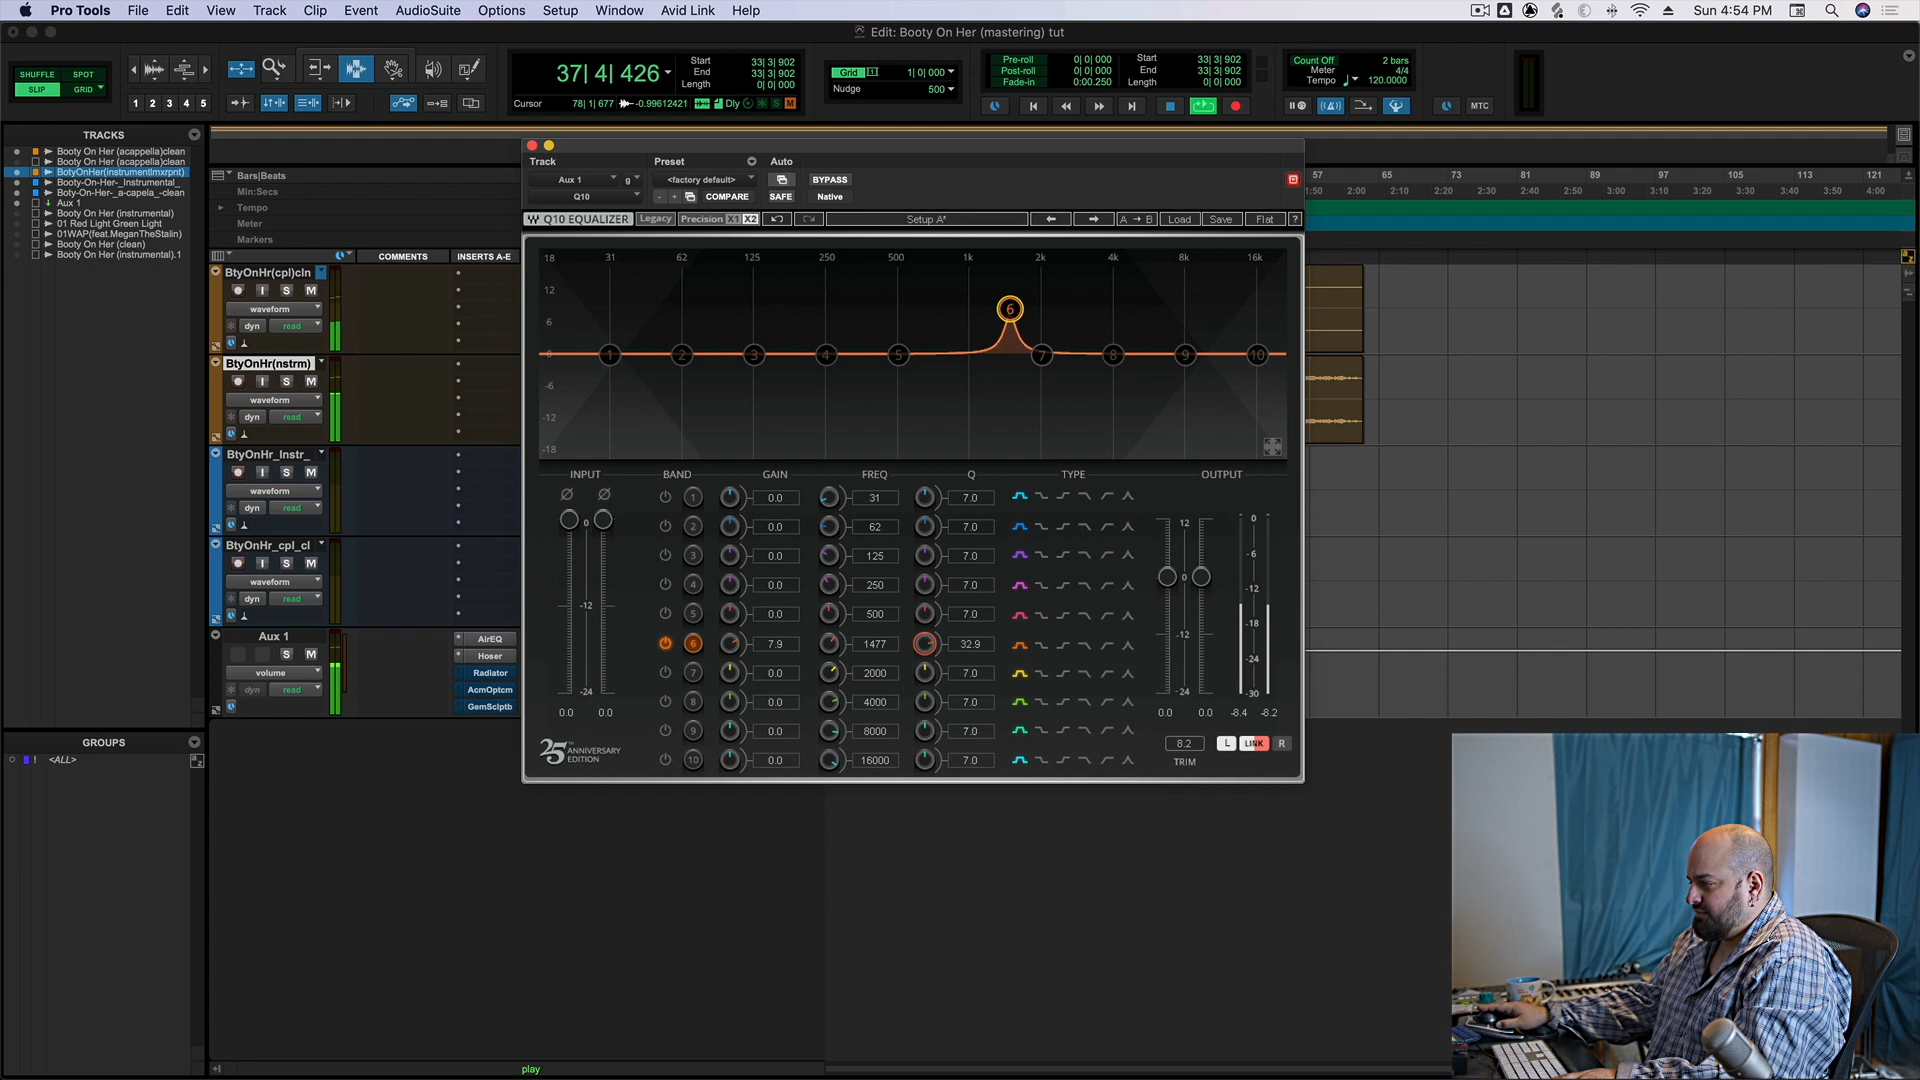 Pro Tools File Edit View Track Clip Event AudioSuite Options Setup Window Avid Link Help
Sun 4:54 PM
Edit: Booty On Her (mastering) tut
SHUFFLE SPOT
SLIP GRID
1 2 3 4 5
37| 4| 426
Start 33| 3| 902
End 33| 3| 902
Length 0| 0| 000
Cursor 78| 1| 677 -0.99612421 Dly
S M
Grid 1| 0| 000
Nudge 500
Pre-roll 0| 0| 000
Post-roll 0| 0| 000
Fade-in 0:00.250
Start 33| 3| 902
End 33| 3| 902
Length 0| 0| 000
Count Off 2 bars
Meter 4/4
Tempo 120.0000
MTC
TRACKS
Booty On Her (acappella)clean
Booty On Her (acappella)clean
BotyOnHer(instrumentlmxrpnt)
Booty-On-Her-_Instrumental_
Booty-On-Her-_a-capela_-clean
Aux 1
Booty On Her (instrumental)
01 Red Light Green Light
01WAP(feat.MeganTheStalin)
Booty On Her (clean)
Booty On Her (instrumental).1
GROUPS
! <ALL>
Bars|Beats
Min:Secs
Tempo
Meter
Markers
COMMENTS INSERTS A-E
57 65 73 81 89 97 105 113 121
1:50 2:00 2:20 2:30 2:50 3:00 3:20 3:30 3:40 4:00
BtyOnHr(cpl)cln
I S M
waveform
dyn read
BtyOnHr(nstrm)
I S M
waveform
dyn read
BtyOnHr_Instr_
I S M
waveform
dyn read
BtyOnHr_cpl_cl
I S M
waveform
dyn read
Aux 1
S M
volume
dyn read
AirEQ
Hoser
Radiator
AcmOptcm
GemSclptb
Track Preset Auto
Aux 1 g <factory default> BYPASS
Q10 - + COMPARE SAFE Native
Q10 EQUALIZER Legacy Precision X1 X2 Setup A* A → B Load Save Flat ?
18 31 62 125 250 500 1k 2k 4k 8k 16k
12
6
0
-6
-12
-18
1 2 3 4 5 6 7 8 9 10
INPUT BAND GAIN FREQ Q TYPE OUTPUT
1 0.0 31 7.0
2 0.0 62 7.0
3 0.0 125 7.0
4 0.0 250 7.0
5 0.0 500 7.0
6 7.9 1477 32.9
7 0.0 2000 7.0
8 0.0 4000 7.0
9 0.0 8000 7.0
10 0.0 16000 7.0
0
-12
-24
0.0 0.0
12
0
-12
-24
0.0 0.0
0
-6
-12
-18
-24
-30
-8.4 -8.2
8.2
TRIM
L LINK R
25TH ANNIVERSARY EDITION
play